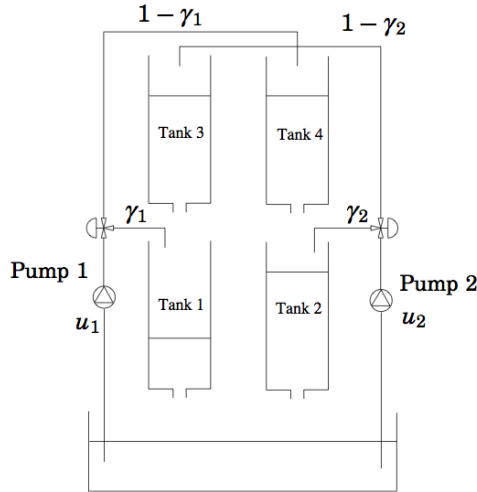 1 − γ₁
1 − γ₂
Tank 3
Tank 4
γ₁
γ₂
Pump 1
u₁
Tank 1
Tank 2
Pump 2
u₂